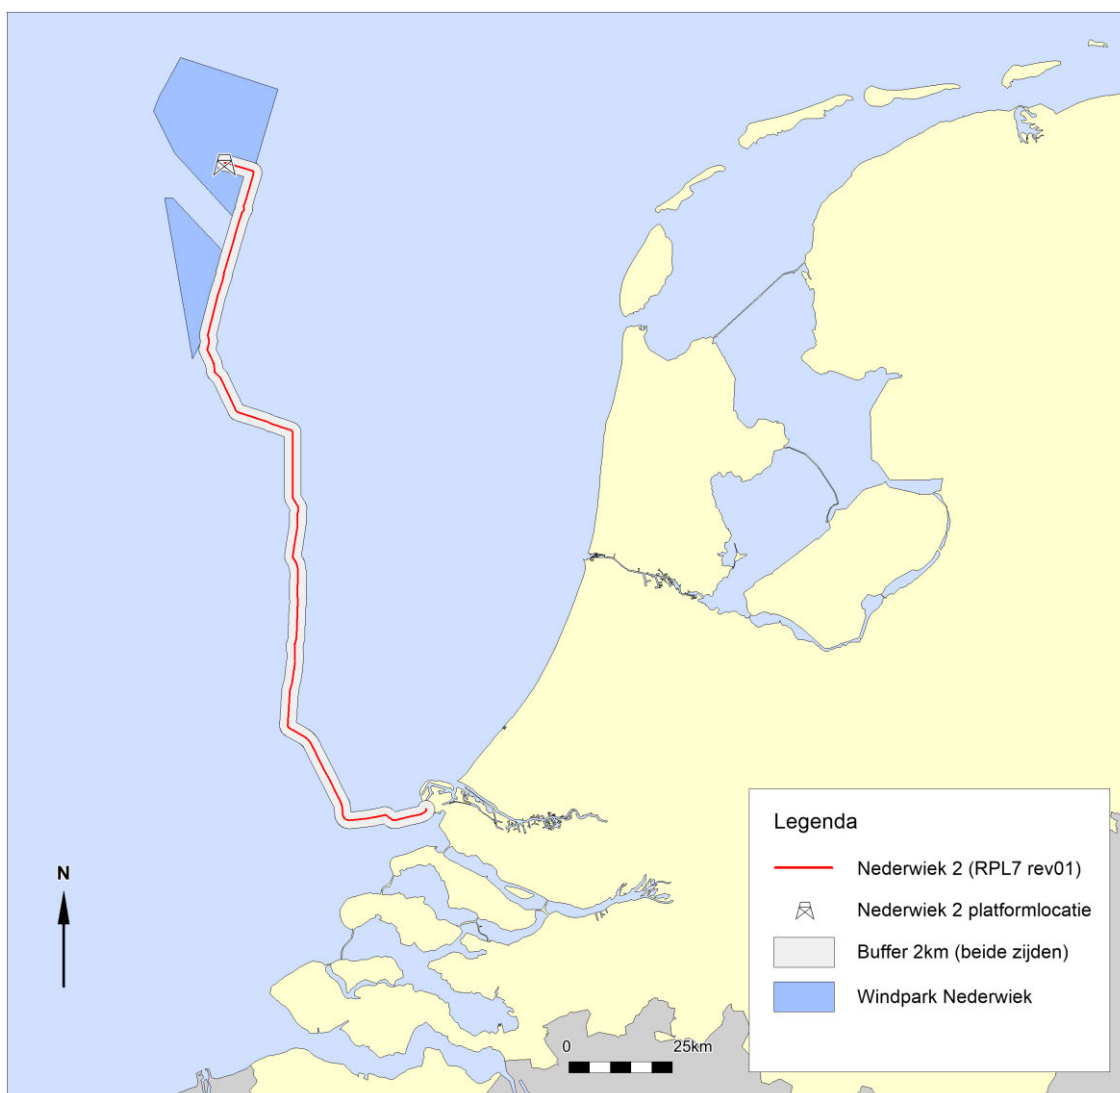 N
Legenda
Nederwiek 2 (RPL7 rev01)
Nederwiek 2 platformlocatie
Buffer 2km (beide zijden)
Windpark Nederwiek
0 25km